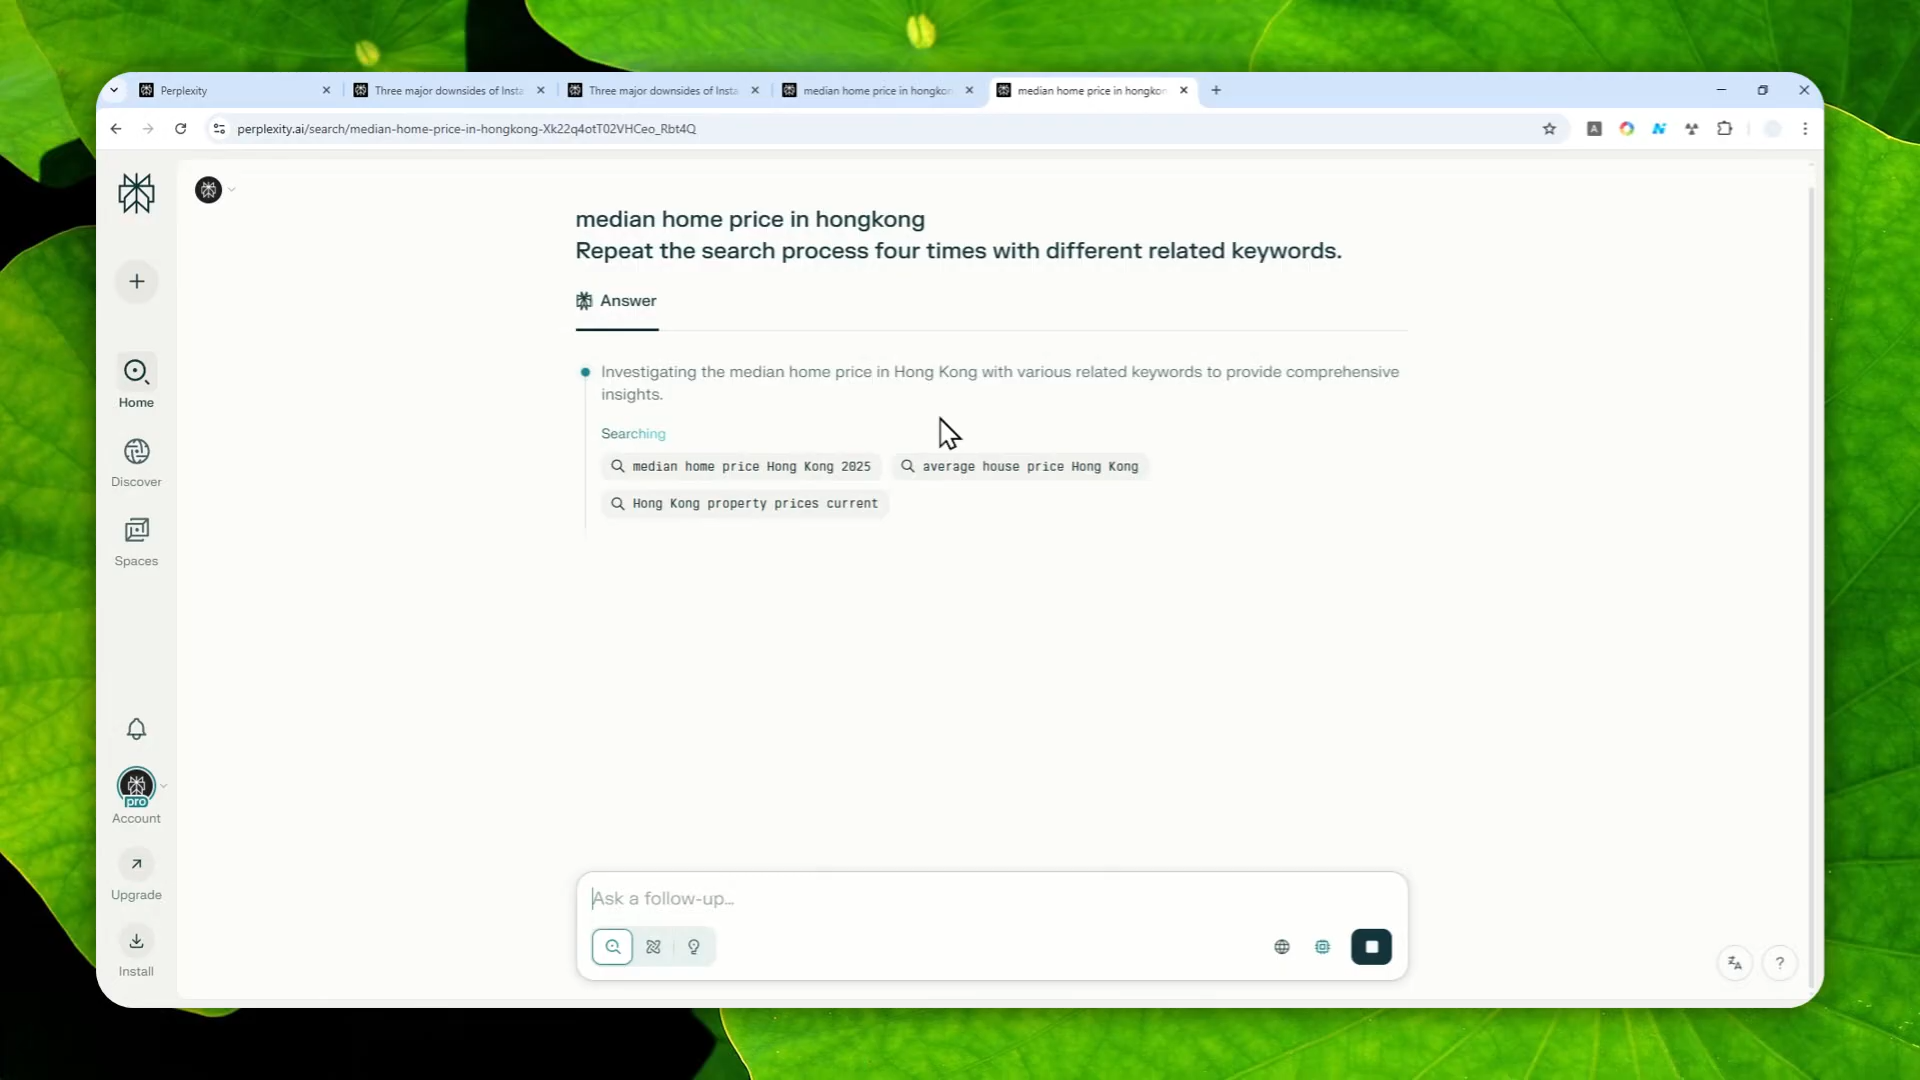 Perplexity
Three major downsides of Insta
Three major downsides of Insta
median home price in hongkon
median home price in hongkon
perplexity.ai/search/median-home-price-in-hongkong-Xk22q4otT02VHCeo_Rbt4Q
median home price in hongkong
Repeat the search process four times with different related keywords.
Answer
Investigating the median home price in Hong Kong with various related keywords to provide comprehensive
insights.
Searching
median home price Hong Kong 2025
average house price Hong Kong
Hong Kong property prices current
Home
Discover
Spaces
pro
Account
Upgrade
Install
Ask a follow-up...